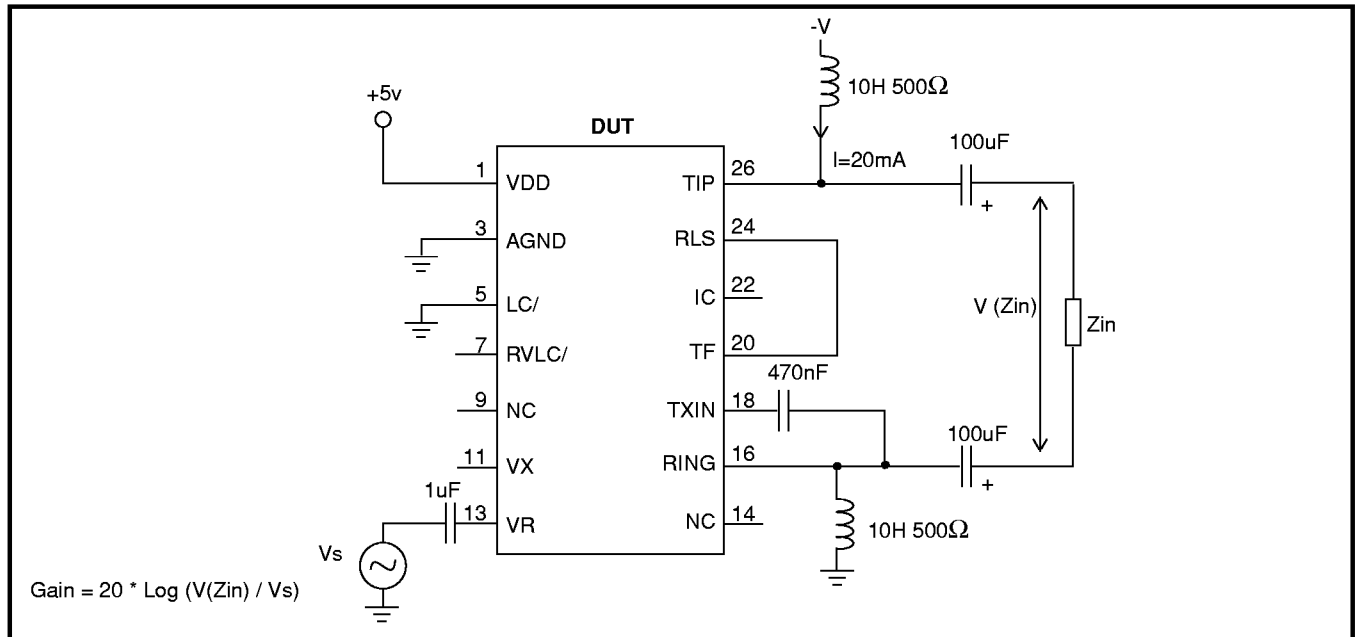 -V
10H 500Ω
+5v
DUT
I=20mA
100uF
1 VDD
TIP 26
+
3 AGND
RLS 24
5 LC/
IC 22
V (Zin)
Zin
7 RVLC/
TF 20
470nF
9 NC
TXIN 18
100uF
11 VX
RING 16
+
1uF
13 VR
NC 14
10H 500Ω
Vs
Gain = 20 * Log (V(Zin) / Vs)